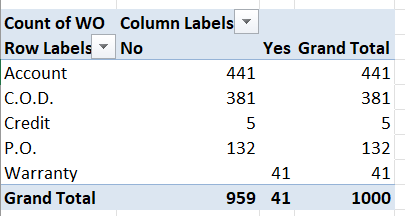 Count of WO Column Labels
Row Labels No Yes Grand Total
Account 441 441
C.O.D. 381 381
Credit 5 5
P.O. 132 132
Warranty 41 41
Grand Total 959 41 1000